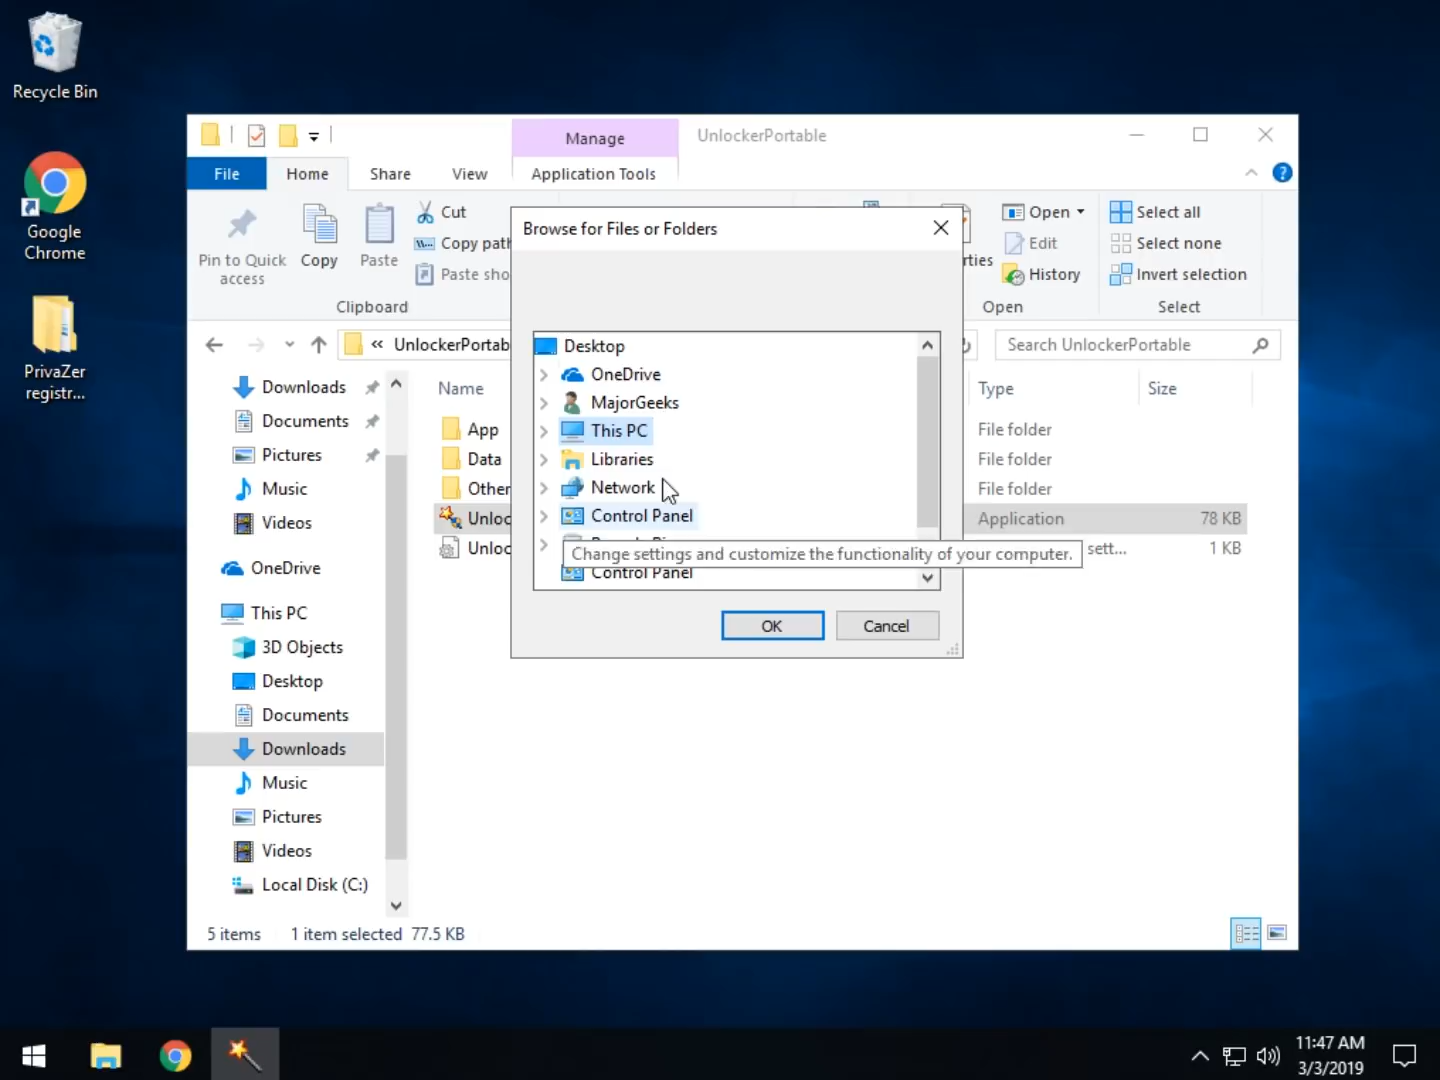 Recycle Bin
Google
Chrome
PrivaZer
registr...
Manage
UnlockerPortable
File
Home
Share
View
Application Tools
Pin to Quick
access
Copy
Paste
Cut
Copy path
Paste sho
Clipboard
rties
Open
Edit
History
Open
Select all
Select none
Invert selection
Select
« UnlockerPortab
Search UnlockerPortable
Downloads
Documents
Pictures
Music
Videos
OneDrive
This PC
3D Objects
Desktop
Documents
Downloads
Music
Pictures
Videos
Local Disk (C:)
Name
Type
Size
App
File folder
Data
File folder
Other
File folder
Unloc
Application
78 KB
Unloc
sett...
1 KB
Browse for Files or Folders
Desktop
OneDrive
MajorGeeks
This PC
Libraries
Network
Control Panel
Change settings and customize the functionality of your computer.
Control Panel
OK
Cancel
5 items
1 item selected 77.5 KB
11:47 AM
3/3/2019